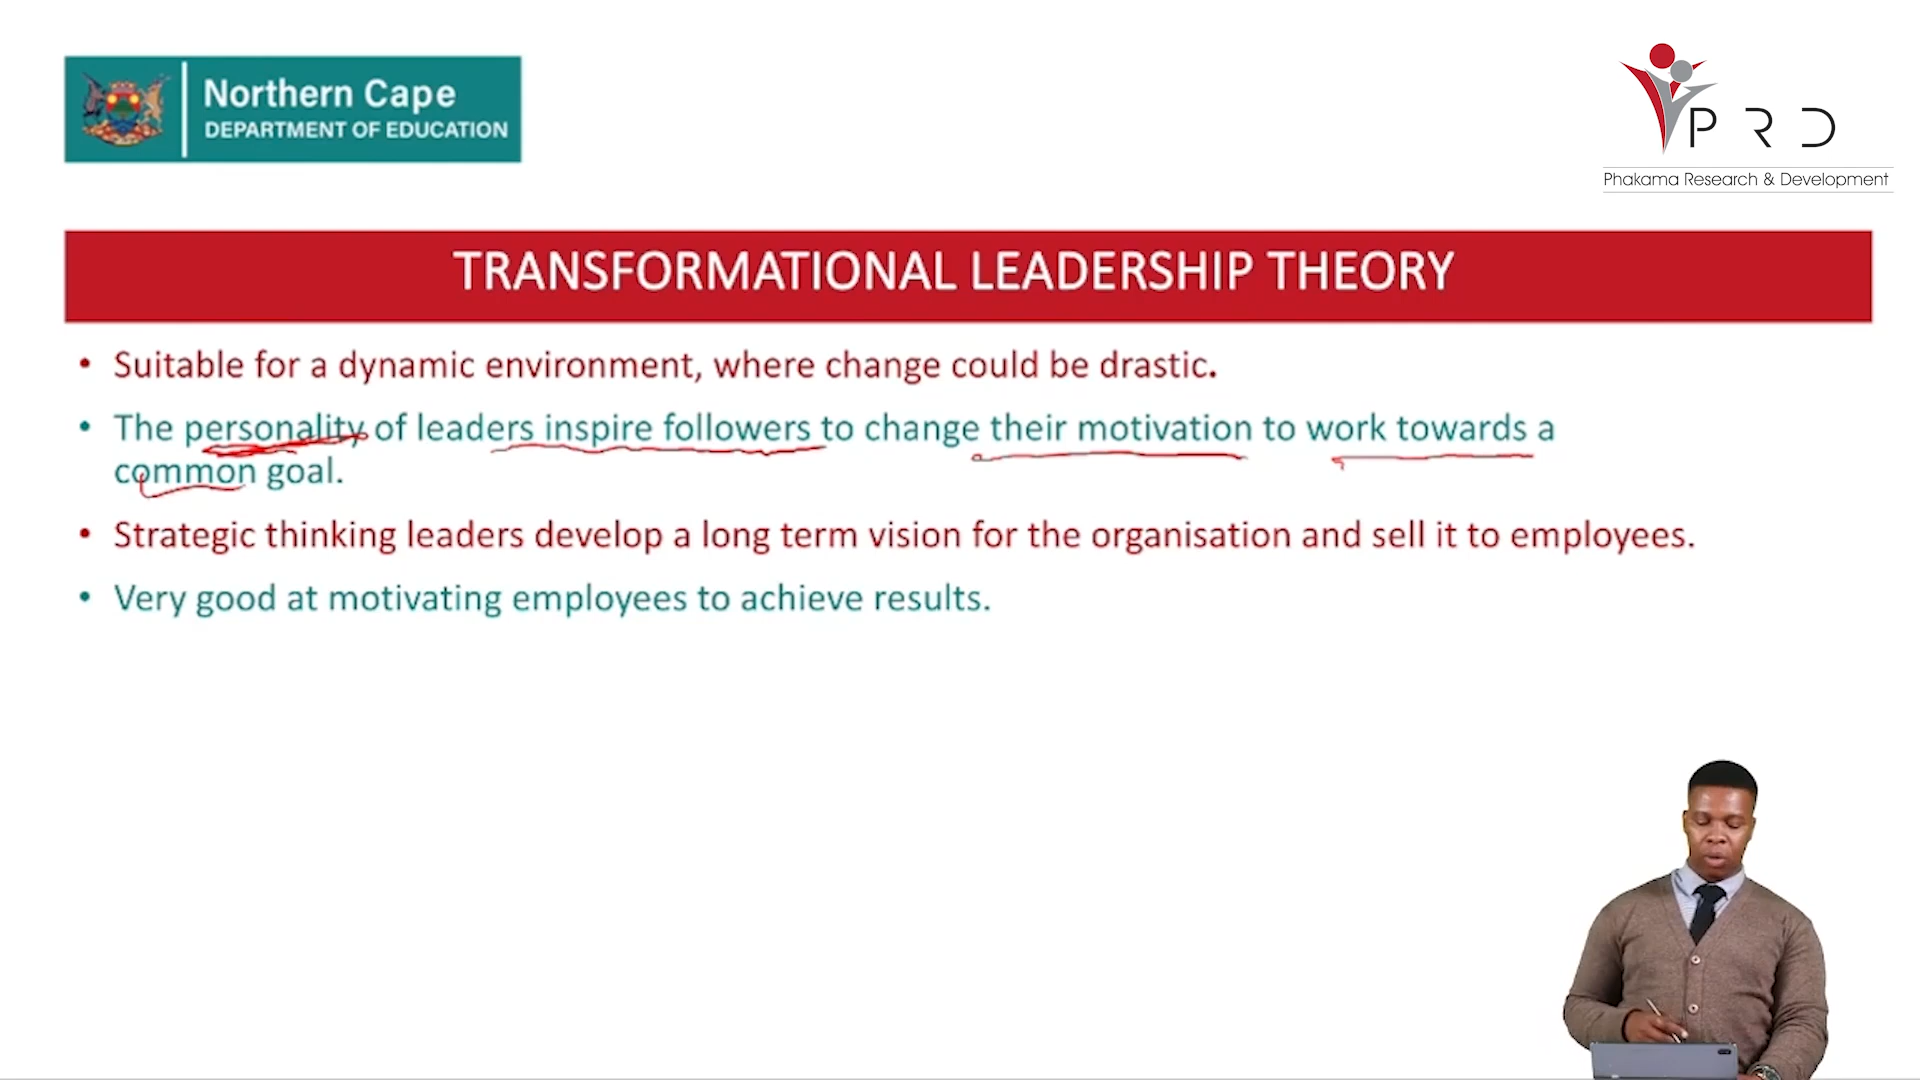 Northern Cape
DEPARTMENT OF EDUCATION
PRD
Phakama Research & Development
TRANSFORMATIONAL LEADERSHIP THEORY
• Suitable for a dynamic environment, where change could be drastic.
• The personality of leaders inspire followers to change their motivation to work towards a
common goal.
• Strategic thinking leaders develop a long term vision for the organisation and sell it to employees.
• Very good at motivating employees to achieve results.